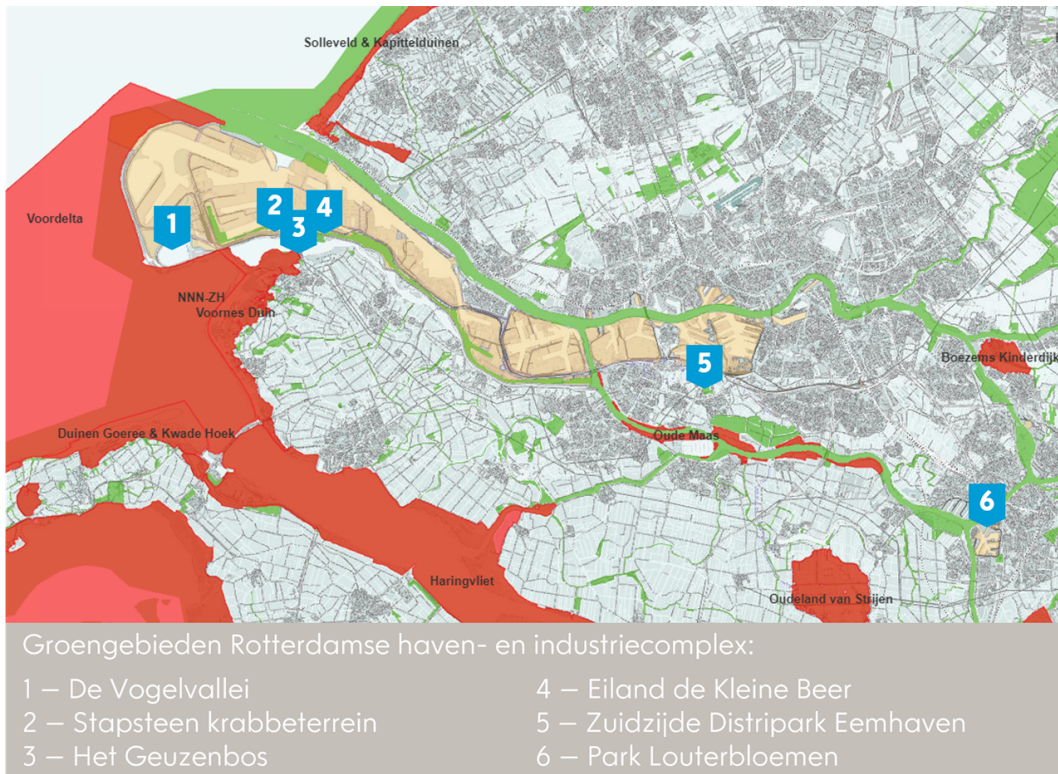 Solleveld & Kapittelduinen
Voordelta
1
2
3
4
NNN-ZH
Voornes Duin
5
Boezems Kinderdijk
Duinen Goeree & Kwade Hoek
Oude Maas
6
Haringvliet
Oudeland van Strijen
Groengebieden Rotterdamse haven- en industriecomplex:
1 – De Vogelvallei
2 – Stapsteen krabbeterrein
3 – Het Geuzenbos
4 – Eiland de Kleine Beer
5 – Zuidzijde Distripark Eemhaven
6 – Park Louterbloemen